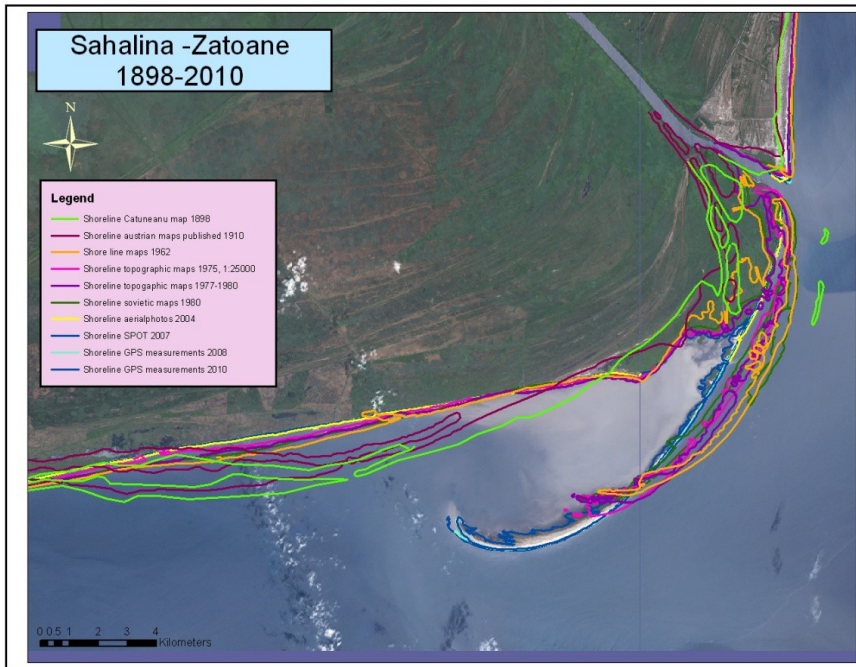 Sahalina -Zatoane
1898-2010
N
Legend
Shoreline Catuneanu map 1898
Shoreline austrian maps published 1910
Shore line maps 1962
Shoreline topographic maps 1975, 1:25000
Shoreline topogaphic maps 1977-1980
Shoreline sovietic maps 1980
Shoreline aerialphotos 2004
Shoreline SPOT 2007
Shoreline GPS measurements 2008
Shoreline GPS measurements 2010
0 0.5 1 2 3 4
Kilometers